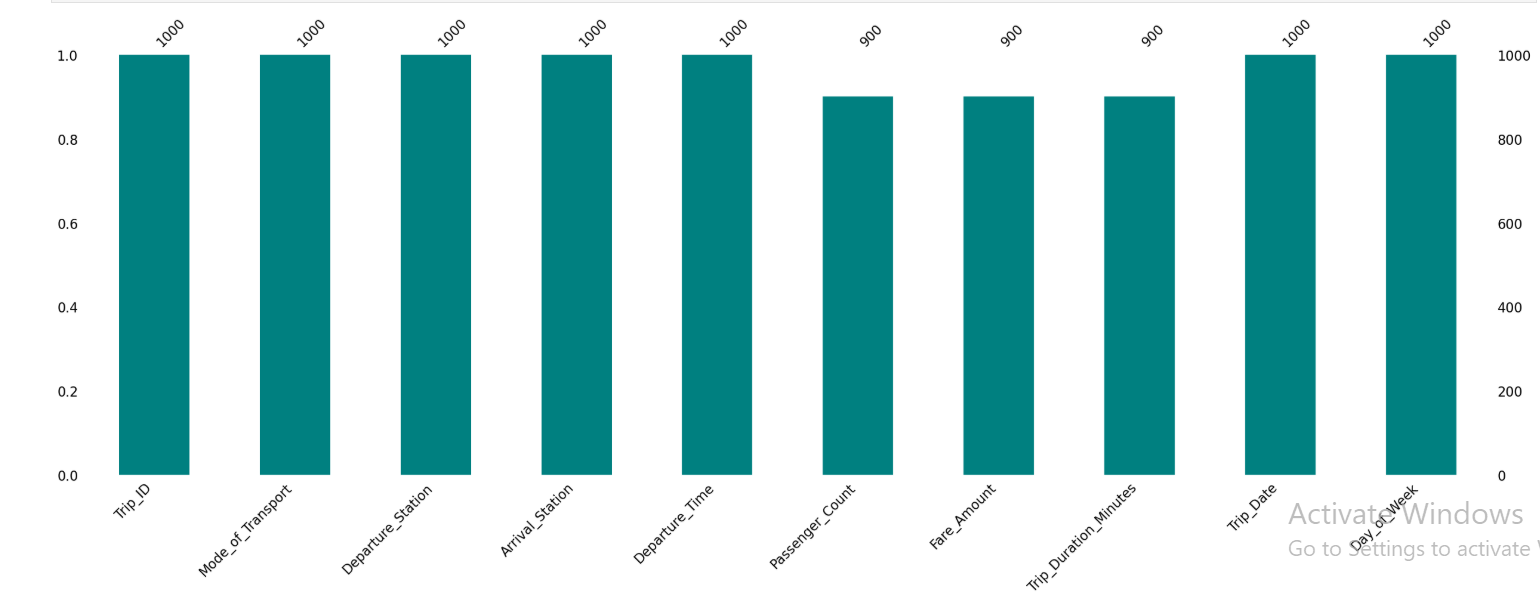 1000 1000 1000 1000 1000 900 900 900 1000 1000
1.0 1000
0.8 800
0.6 600
0.4 400
0.2 200
0.0 0
Trip_ID Mode_of_Transport Departure_Station Arrival_Station Departure_Time Passenger_Count Fare_Amount Trip_Duration_Minutes Trip_Date Day_of_Week
Activate Windows
Go to Settings to activate